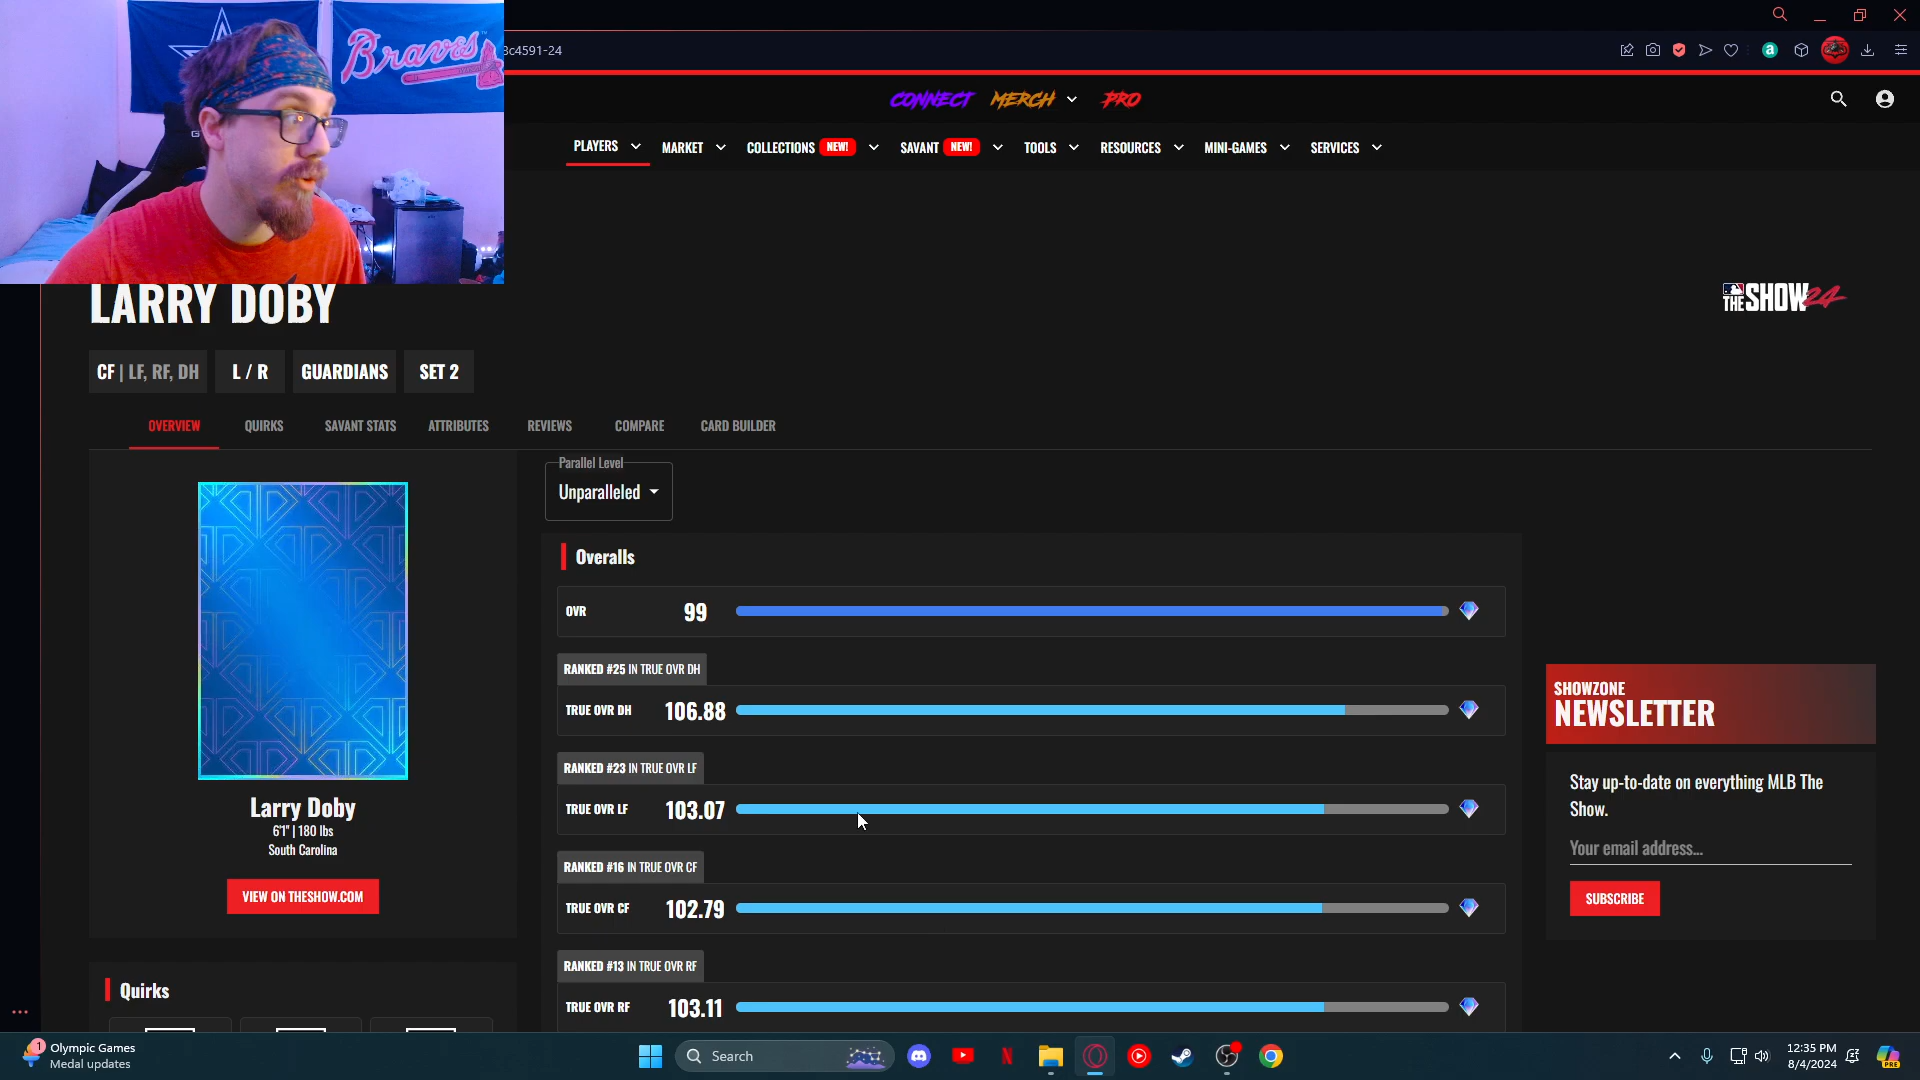 Braves
3c4591-24
CONNECT MERCH PRO
PLAYERS MARKET COLLECTIONS NEW! SAVANT NEW! TOOLS RESOURCES MINI-GAMES SERVICES
LARRY DOBY
THE SHOW 24
CF | LF, RF, DH L / R GUARDIANS SET 2
OVERVIEW QUIRKS SAVANT STATS ATTRIBUTES REVIEWS COMPARE CARD BUILDER
Parallel Level
Unparalleled
Overalls
OVR 99
RANKED #25 IN TRUE OVR DH
TRUE OVR DH 106.88
RANKED #23 IN TRUE OVR LF
TRUE OVR LF 103.07
RANKED #16 IN TRUE OVR CF
TRUE OVR CF 102.79
RANKED #13 IN TRUE OVR RF
TRUE OVR RF 103.11
Larry Doby
6'1" | 180 lbs
South Carolina
VIEW ON THESHOW.COM
Quirks
SHOWZONE
NEWSLETTER
Stay up-to-date on everything MLB The
Show.
Your email address...
SUBSCRIBE
1
Olympic Games
Medal updates
Search
a
N
12:35 PM
8/4/2024
PRE